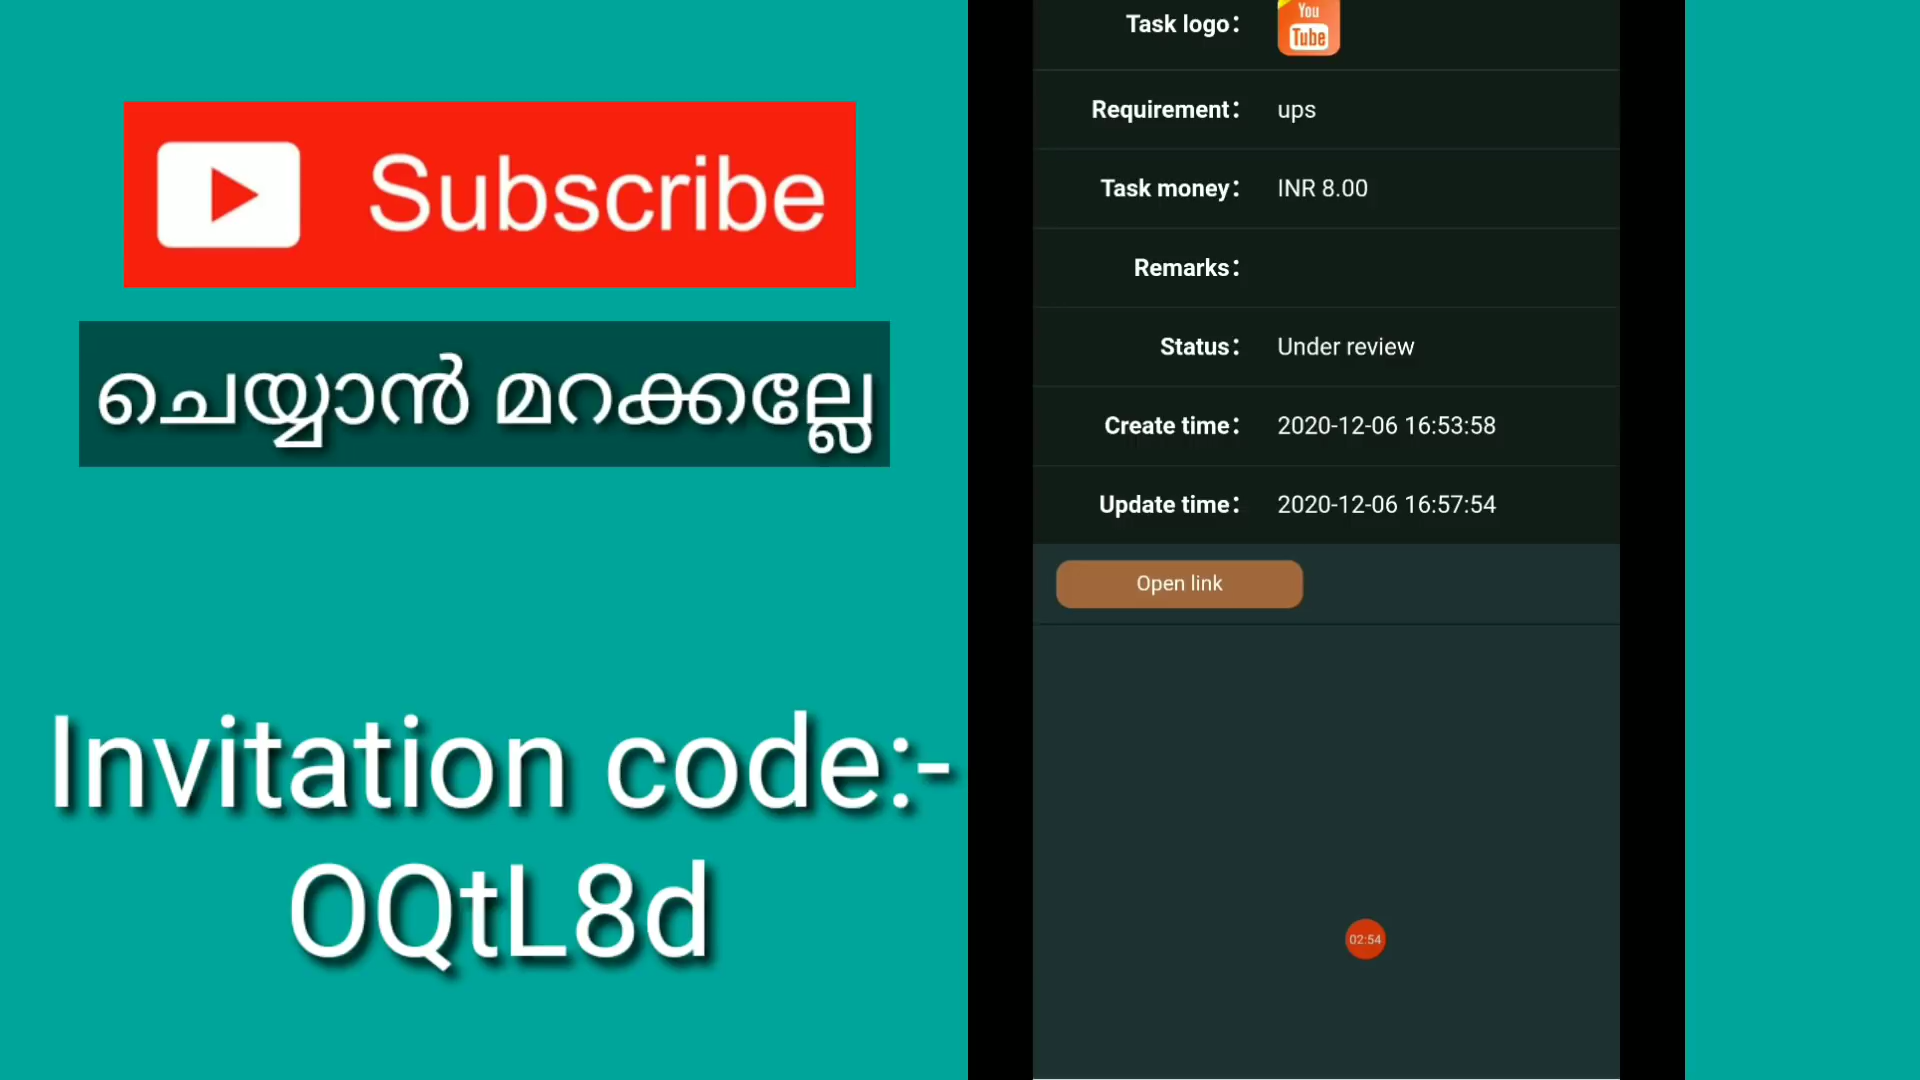 Subscribe
ചെയ്യാൻ മറക്കല്ലേ
Invitation code:-
OQtL8d
Task logo:
You
Tube
Requirement: ups
Task money: INR 8.00
Remarks:
Status: Under review
Create time: 2020-12-06 16:53:58
Update time: 2020-12-06 16:57:54
Open link
02:54